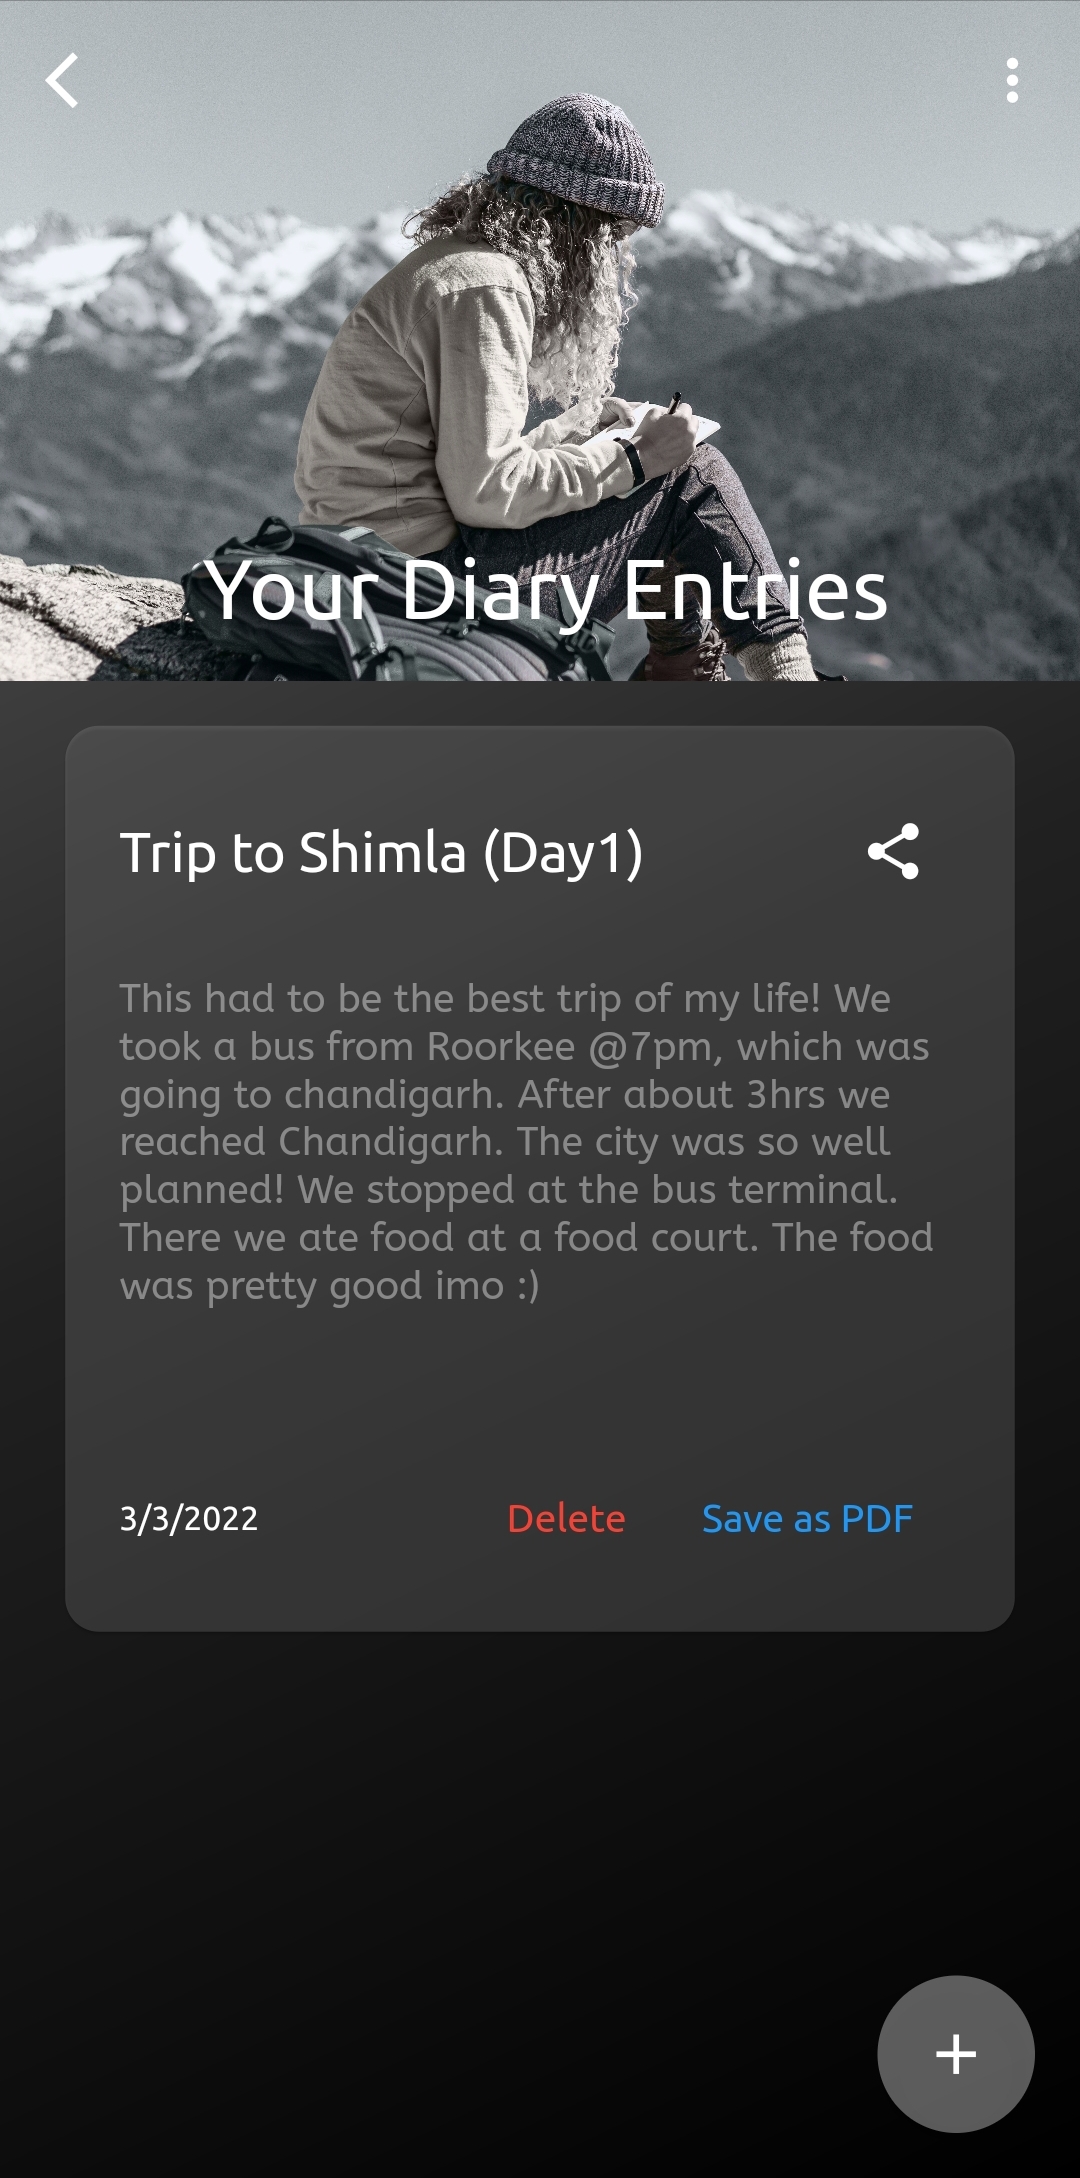 Your Diary Entries
Trip to Shimla (Day1)
This had to be the best trip of my life! We
took a bus from Roorkee @7pm, which was
going to chandigarh. After about 3hrs we
reached Chandigarh. The city was so well
planned! We stopped at the bus terminal.
There we ate food at a food court. The food
was pretty good imo :)
3/3/2022 Delete Save as PDF